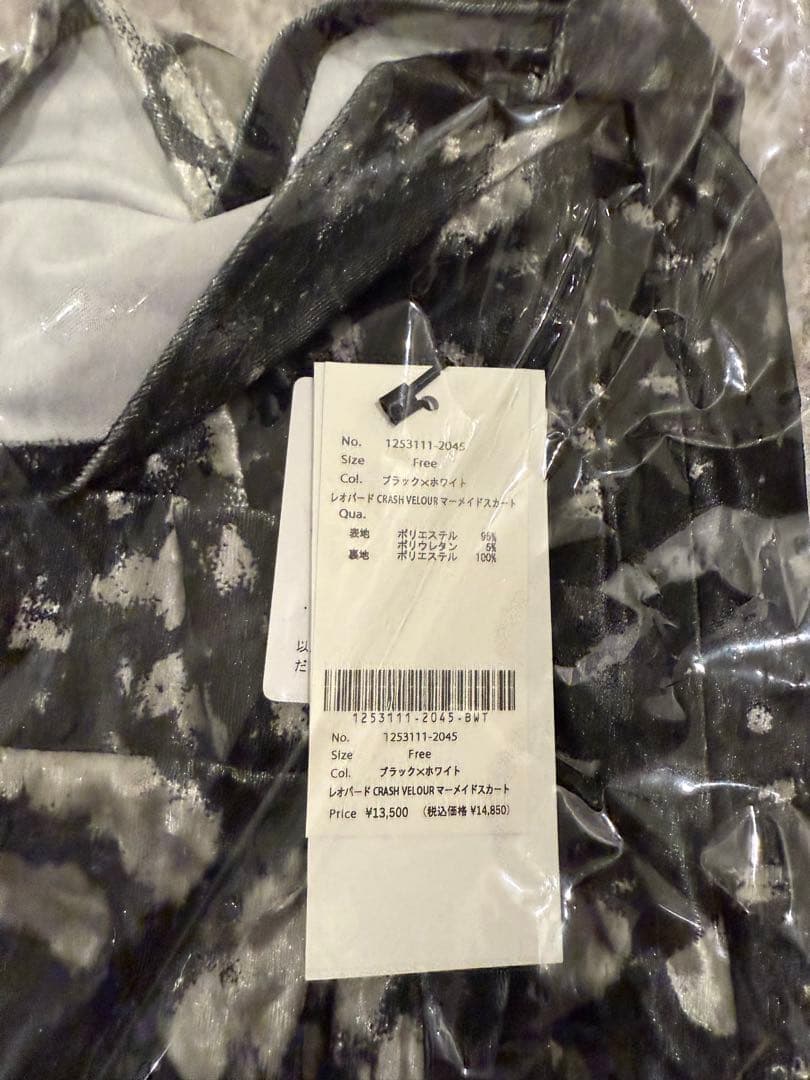 No. 1253111-2045
Size Free
Col. ブラック×ホワイト
レオパード CRASH VELOUR マーメイドスカート
Qua.
表地 ポリエステル 95%
ポリウレタン 5%
裏地 ポリエステル 100%
以
だ
1253111-2045-BWT
No. 1253111-2045
Size Free
Col. ブラック×ホワイト
レオパード CRASH VELOUR マーメイドスカート
Price ¥13,500 (税込価格 ¥14,850)